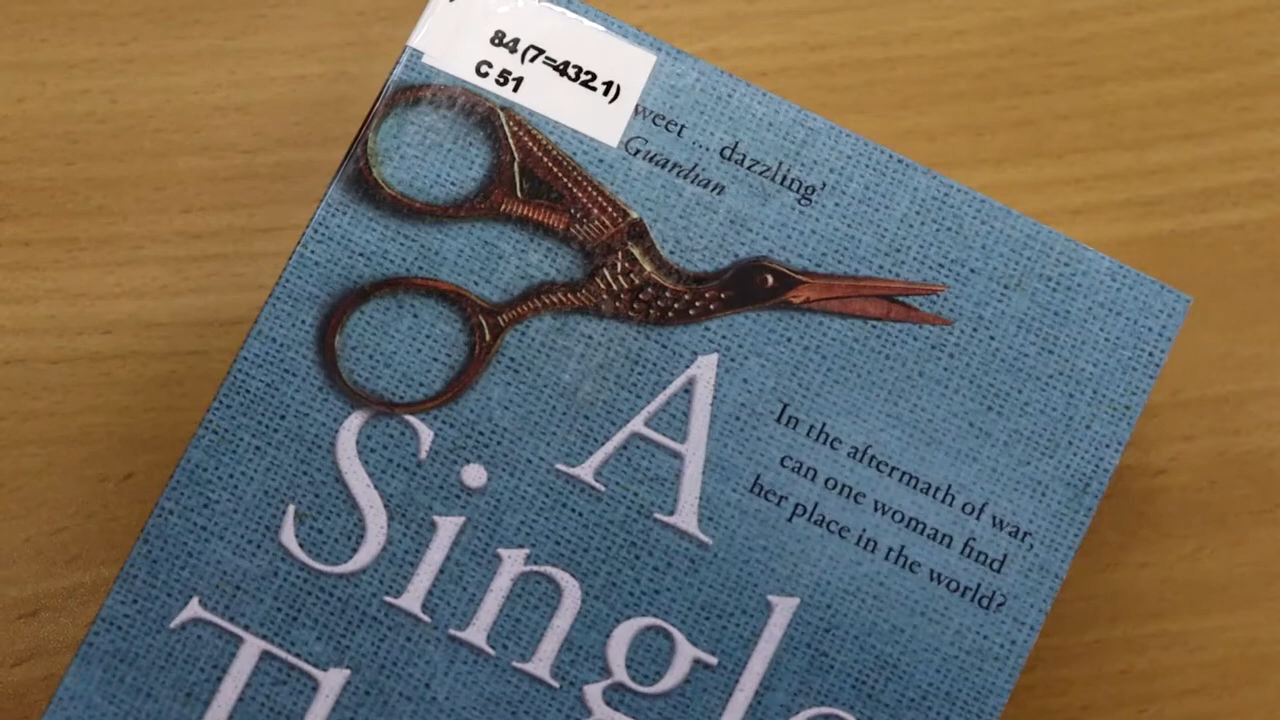 84(7=432.1)
C 51
weet ... dazzling’
Guardian
A
In the aftermath of war,
can one woman find
her place in the world?
Single
T